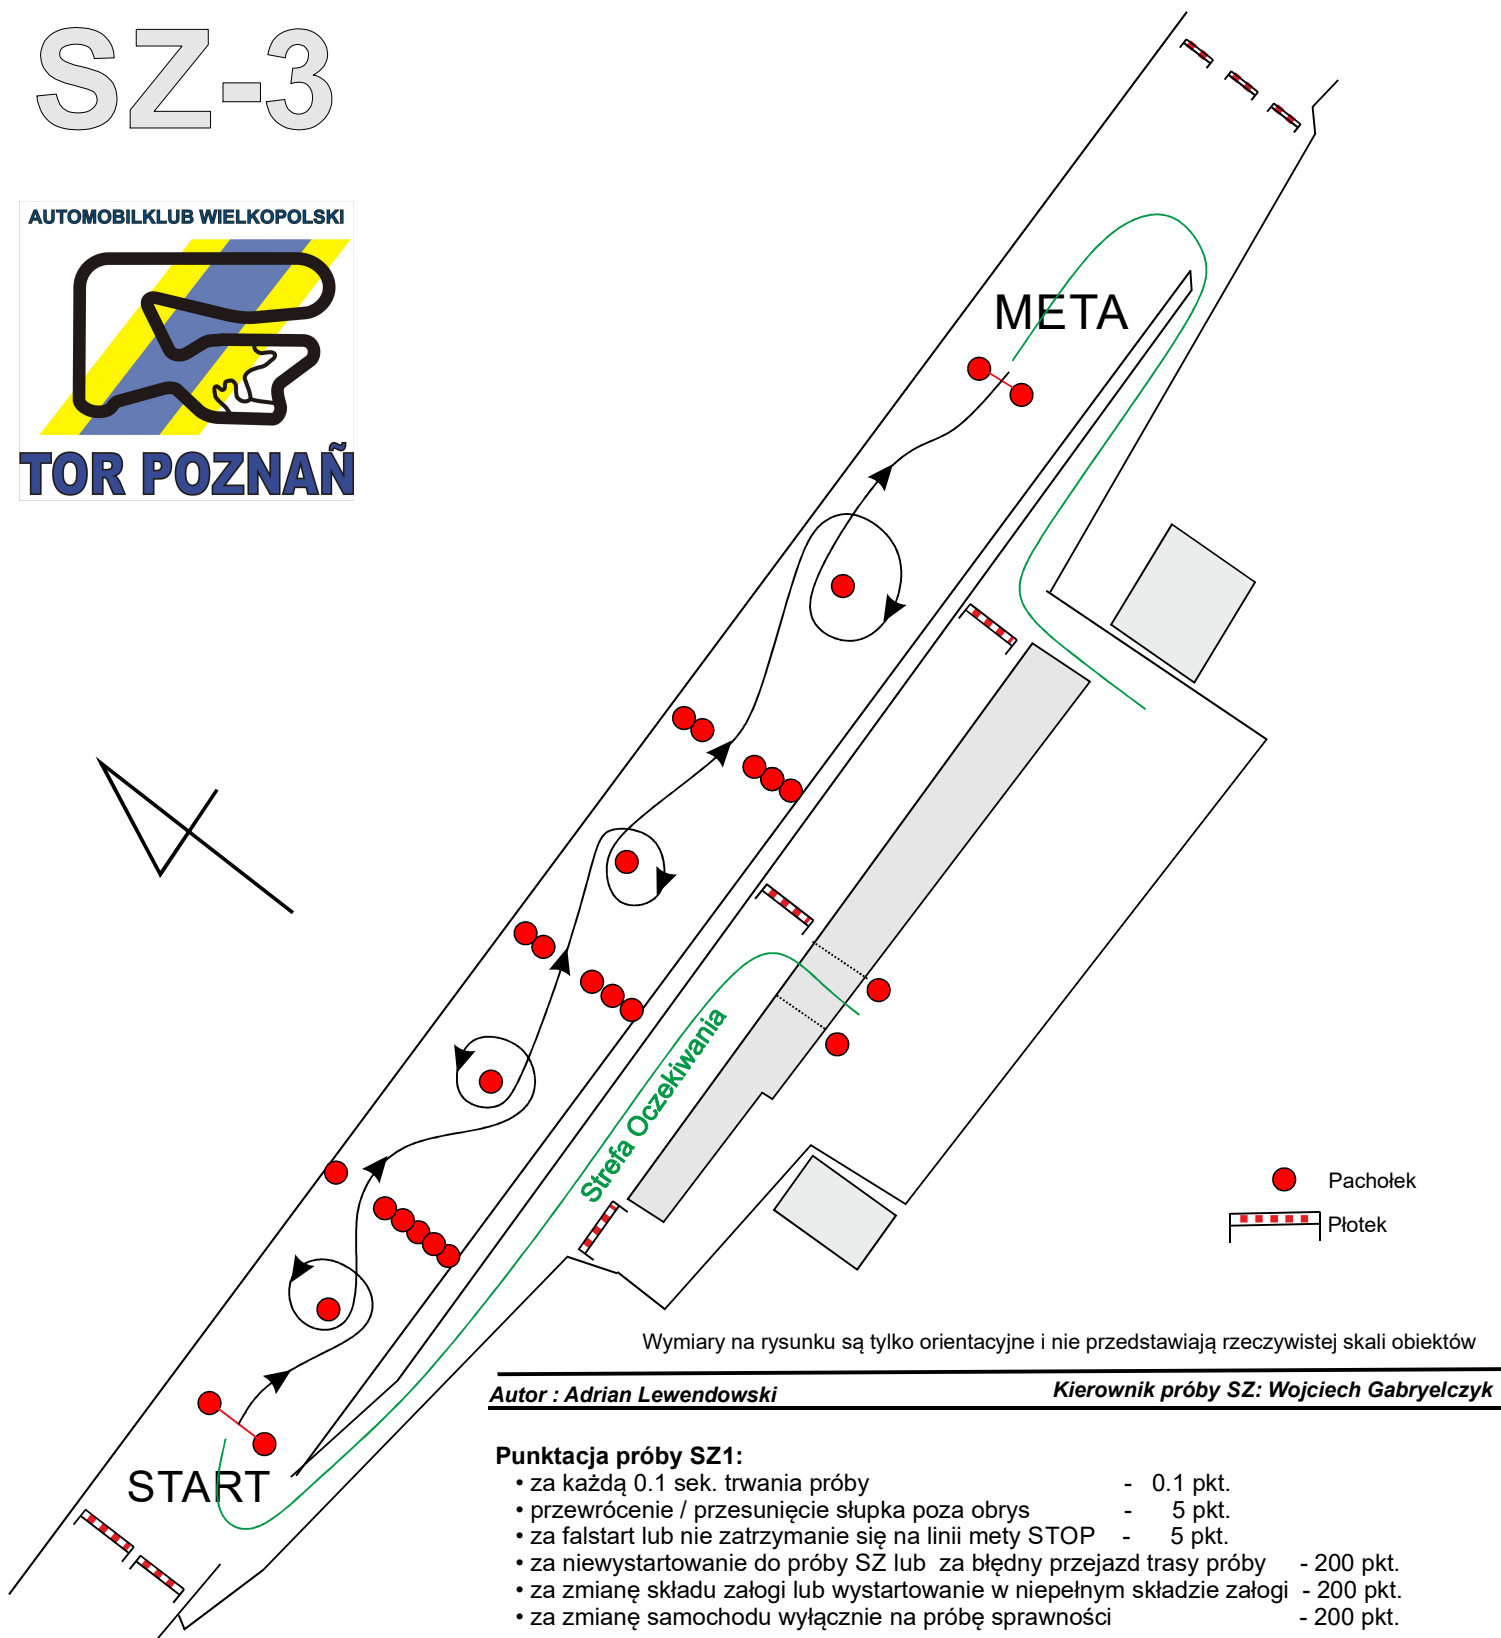 SZ-3
AUTOMOBILKLUB WIELKOPOLSKI
TOR POZNAÑ
META
Strefa Oczekiwania
Pachołek
Płotek
START
Wymiary na rysunku są tylko orientacyjne i nie przedstawiają rzeczywistej skali obiektów
Autor : Adrian Lewendowski Kierownik próby SZ: Wojciech Gabryelczyk
Punktacja próby SZ1:
• za każdą 0.1 sek. trwania próby - 0.1 pkt.
• przewrócenie / przesunięcie słupka poza obrys - 5 pkt.
• za falstart lub nie zatrzymanie się na linii mety STOP - 5 pkt.
• za niewystartowanie do próby SZ lub za błędny przejazd trasy próby - 200 pkt.
• za zmianę składu załogi lub wystartowanie w niepełnym składzie załogi - 200 pkt.
• za zmianę samochodu wyłącznie na próbę sprawności - 200 pkt.